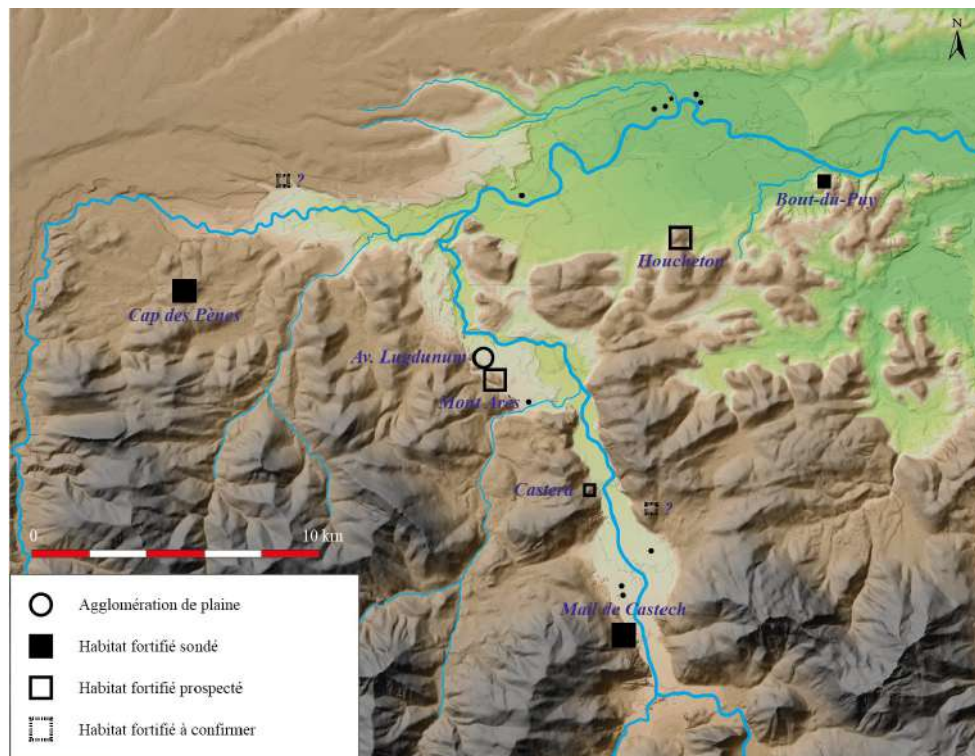 N
?
Bout-du-Puy
Houcheton
Cap des Pènes
Av. Lugdunum
Mont Arès
Castera
?
0 10 km
Mail de Castech
Agglomération de plaine
Habitat fortifié sondé
Habitat fortifié prospecté
Habitat fortifié à confirmer